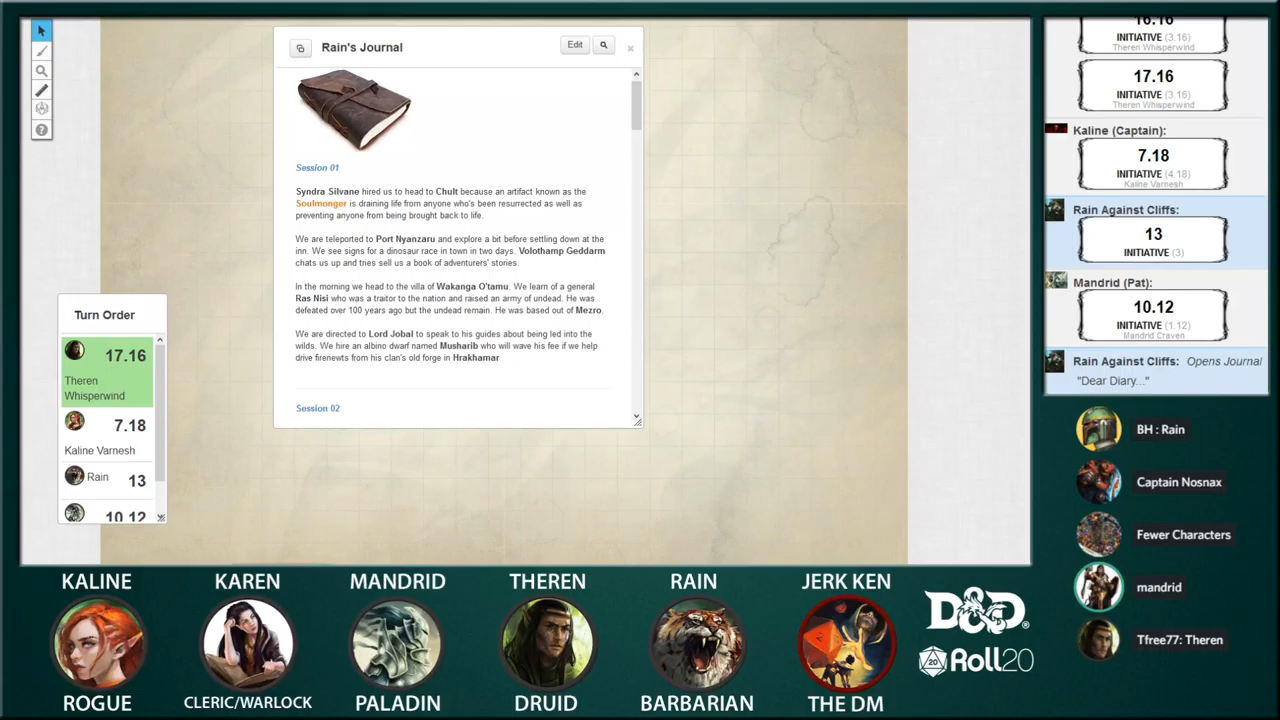 Rain's Journal
Edit
Session 01
Syndra Silvane hired us to head to Chult because an artifact known as the
Soulmonger is draining life from anyone who's been resurrected as well as
preventing anyone from being brought back to life.
We are teleported to Port Nyanzaru and explore a bit before settling down at the
inn. We see signs for a dinosaur race in town in two days. Volothamp Geddarm
chats us up and tries sell us a book of adventurers' stories.
In the morning we head to the villa of Wakanga O'tamu. We learn of a general
Ras Nisi who was a traitor to the nation and raised an army of undead. He was
defeated over 100 years ago but the undead remain. He was based out of Mezro.
We are directed to Lord Jobal to speak to his guides about being led into the
wilds. We hire an albino dwarf named Musharib who will wave his fee if we help
drive firenewts from his clan's old forge in Hrakhamar
Session 02
Turn Order
17.16
Theren
Whisperwind
7.18
Kaline Varnesh
Rain
13
10.12
16.16
INITIATIVE (3.16)
Theren Whisperwind
17.16
INITIATIVE (3.16)
Theren Whisperwind
Kaline (Captain):
7.18
INITIATIVE (4.18)
Kaline Varnesh
Rain Against Cliffs:
13
INITIATIVE (3)
Mandrid (Pat):
10.12
INITIATIVE (1.12)
Mandrid Craven
Rain Against Cliffs: Opens Journal
"Dear Diary..."
BH : Rain
Captain Nosnax
Fewer Characters
mandrid
Tfree77: Theren
KALINE
ROGUE
KAREN
CLERIC/WARLOCK
MANDRID
PALADIN
THEREN
DRUID
RAIN
BARBARIAN
JERK KEN
THE DM
D&D
20
Roll20